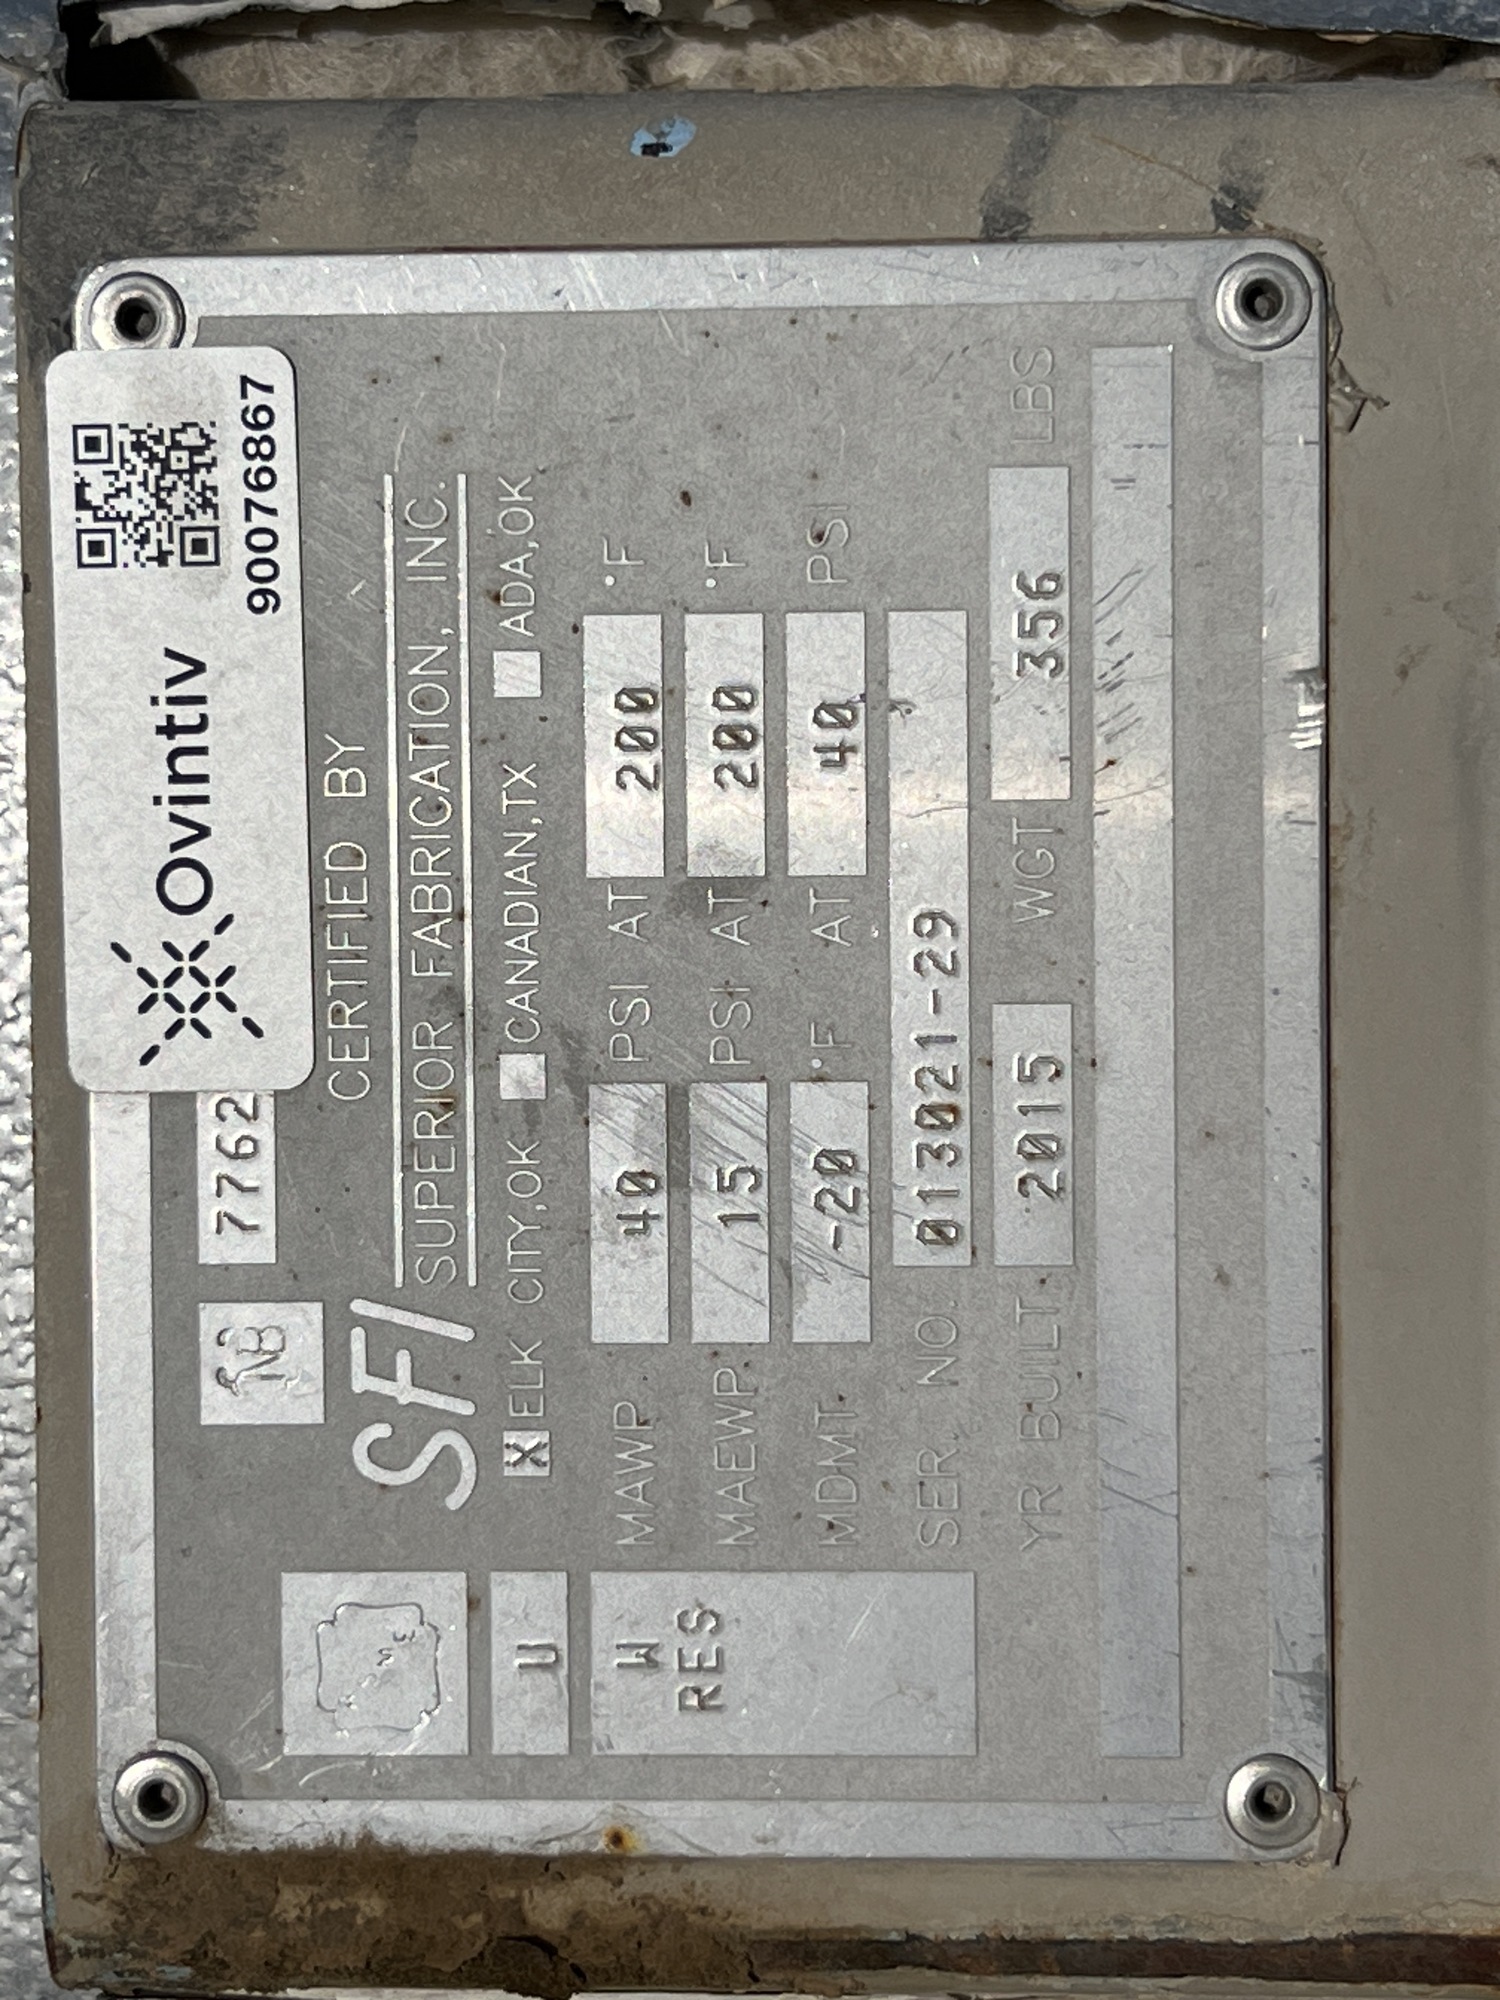 Ovintiv
90076867
NB 7762
CERTIFIED BY
SFI SUPERIOR FABRICATION, INC.
X ELK CITY,OK CANADIAN,TX ADA,OK
U
W
RES
MAWP 40 PSI AT 200 °F
MAEWP 15 PSI AT 200 °F
MDMT -20 °F AT 40 PSI
SER. NO. 013021-29
YR BUILT 2015 WGT 356 LBS